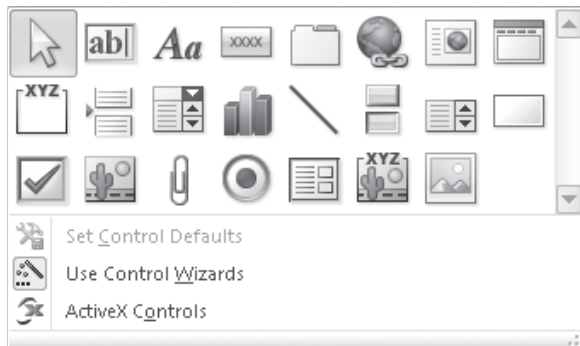 ab Aa XXXX
XYZ
XYZ
Set Control Defaults
Use Control Wizards
ActiveX Controls